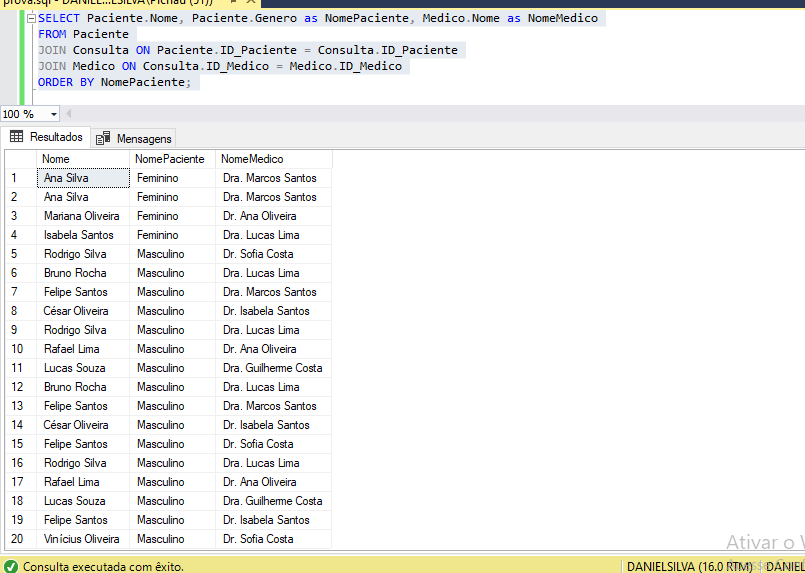 prova.sql - DANIEL...ESILVA\Pichau (51))
SELECT Paciente.Nome, Paciente.Genero as NomePaciente, Medico.Nome as NomeMedico
FROM Paciente
JOIN Consulta ON Paciente.ID_Paciente = Consulta.ID_Paciente
JOIN Medico ON Consulta.ID_Medico = Medico.ID_Medico
ORDER BY NomePaciente;
100 %
Resultados Mensagens
Nome NomePaciente NomeMedico
1 Ana Silva Feminino Dra. Marcos Santos
2 Ana Silva Feminino Dra. Marcos Santos
3 Mariana Oliveira Feminino Dr. Ana Oliveira
4 Isabela Santos Feminino Dra. Lucas Lima
5 Rodrigo Silva Masculino Dr. Sofia Costa
6 Bruno Rocha Masculino Dra. Lucas Lima
7 Felipe Santos Masculino Dra. Marcos Santos
8 César Oliveira Masculino Dr. Isabela Santos
9 Rodrigo Silva Masculino Dra. Lucas Lima
10 Rafael Lima Masculino Dr. Ana Oliveira
11 Lucas Souza Masculino Dra. Guilherme Costa
12 Bruno Rocha Masculino Dra. Lucas Lima
13 Felipe Santos Masculino Dra. Marcos Santos
14 César Oliveira Masculino Dr. Isabela Santos
15 Felipe Santos Masculino Dr. Sofia Costa
16 Rodrigo Silva Masculino Dra. Lucas Lima
17 Rafael Lima Masculino Dr. Ana Oliveira
18 Lucas Souza Masculino Dra. Guilherme Costa
19 Felipe Santos Masculino Dr. Isabela Santos
20 Vinícius Oliveira Masculino Dr. Sofia Costa
Ativar o W
Consulta executada com êxito. DANIELSILVA (16.0 RTM) DANIEL